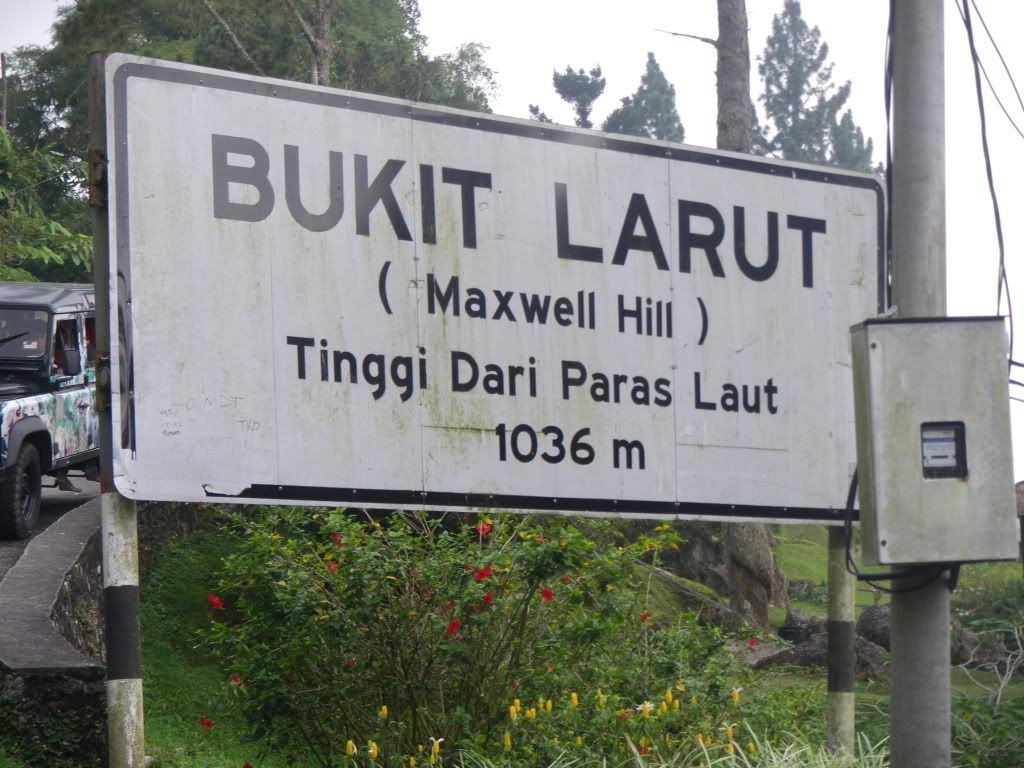 BUKIT LARUT
( Maxwell Hill )
Tinggi Dari Paras Laut
1036 m